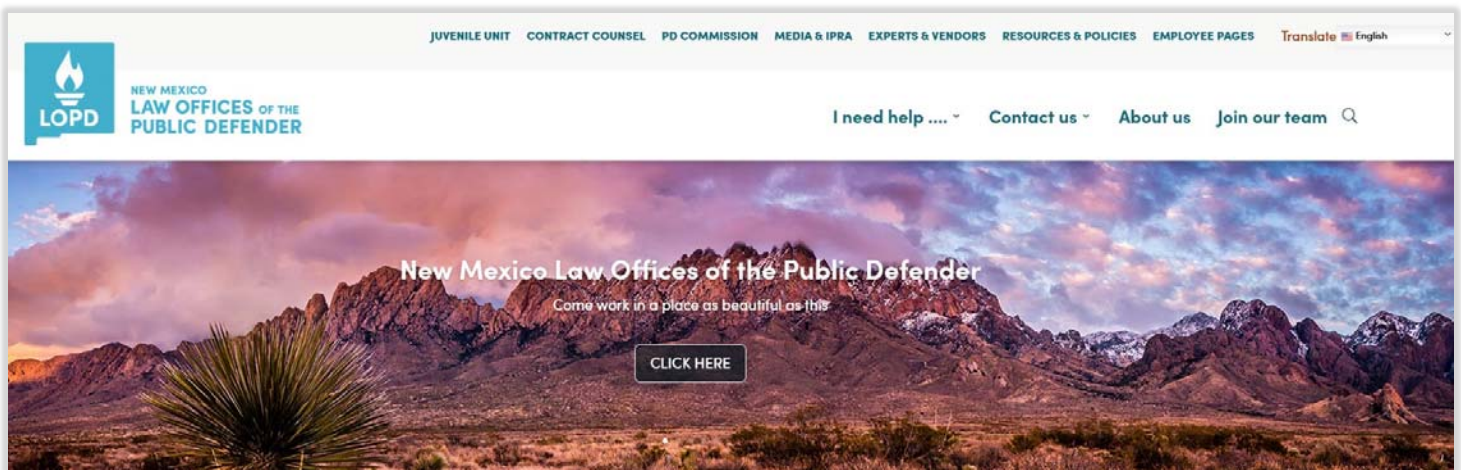 JUVENILE UNIT CONTRACT COUNSEL PD COMMISSION MEDIA & IPRA EXPERTS & VENDORS RESOURCES & POLICIES EMPLOYEE PAGES Translate English
LOPD
NEW MEXICO
LAW OFFICES OF THE
PUBLIC DEFENDER
I need help .... Contact us About us Join our team
New Mexico Law Offices of the Public Defender
Come work in a place as beautiful as this
CLICK HERE